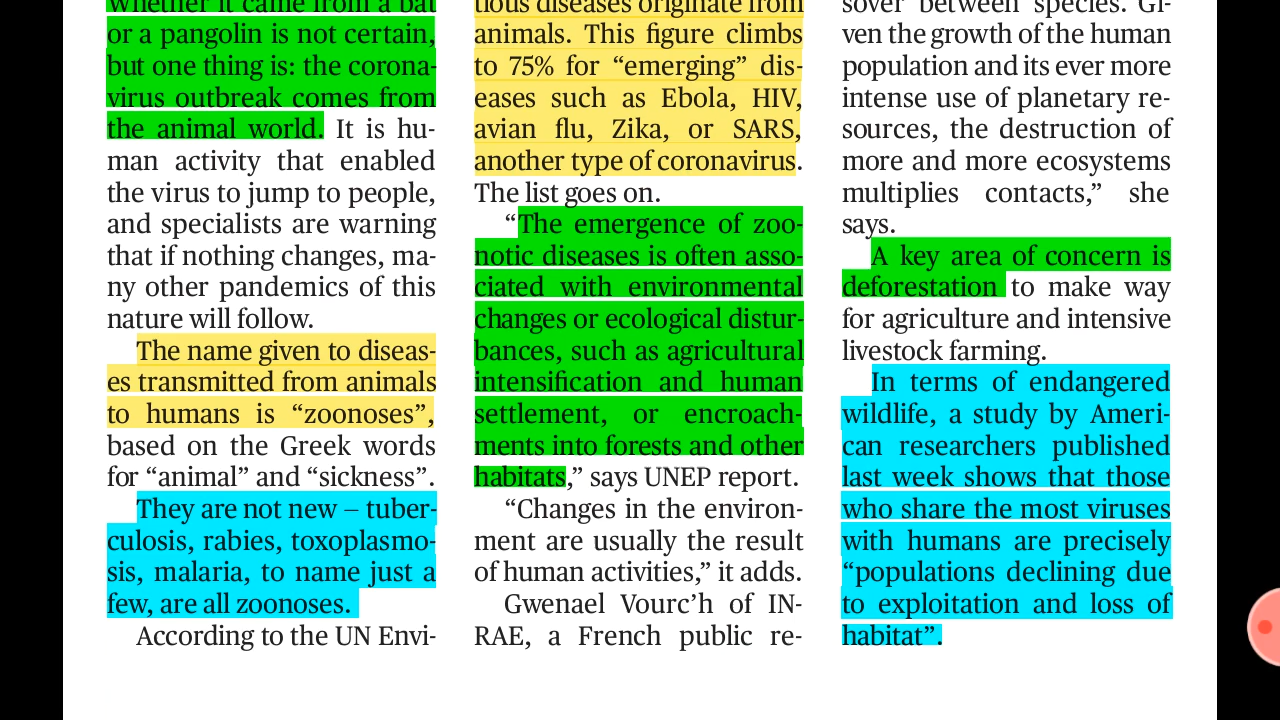 Whether it came from a bat
or a pangolin is not certain,
but one thing is: the corona-
virus outbreak comes from
the animal world. It is hu-
man activity that enabled
the virus to jump to people,
and specialists are warning
that if nothing changes, ma-
ny other pandemics of this
nature will follow.
The name given to diseas-
es transmitted from animals
to humans is “zoonoses”,
based on the Greek words
for “animal” and “sickness”.
They are not new – tuber-
culosis, rabies, toxoplasmo-
sis, malaria, to name just a
few, are all zoonoses.
According to the UN Envi-
tious diseases originate from
animals. This figure climbs
to 75% for “emerging” dis-
eases such as Ebola, HIV,
avian flu, Zika, or SARS,
another type of coronavirus.
The list goes on.
“The emergence of zoo-
notic diseases is often asso-
ciated with environmental
changes or ecological distur-
bances, such as agricultural
intensification and human
settlement, or encroach-
ments into forests and other
habitats,” says UNEP report.
“Changes in the environ-
ment are usually the result
of human activities,” it adds.
Gwenael Vourc’h of IN-
RAE, a French public re-
sover between species. Gi-
ven the growth of the human
population and its ever more
intense use of planetary re-
sources, the destruction of
more and more ecosystems
multiplies contacts,” she
says.
A key area of concern is
deforestation to make way
for agriculture and intensive
livestock farming.
In terms of endangered
wildlife, a study by Ameri-
can researchers published
last week shows that those
who share the most viruses
with humans are precisely
“populations declining due
to exploitation and loss of
habitat”.